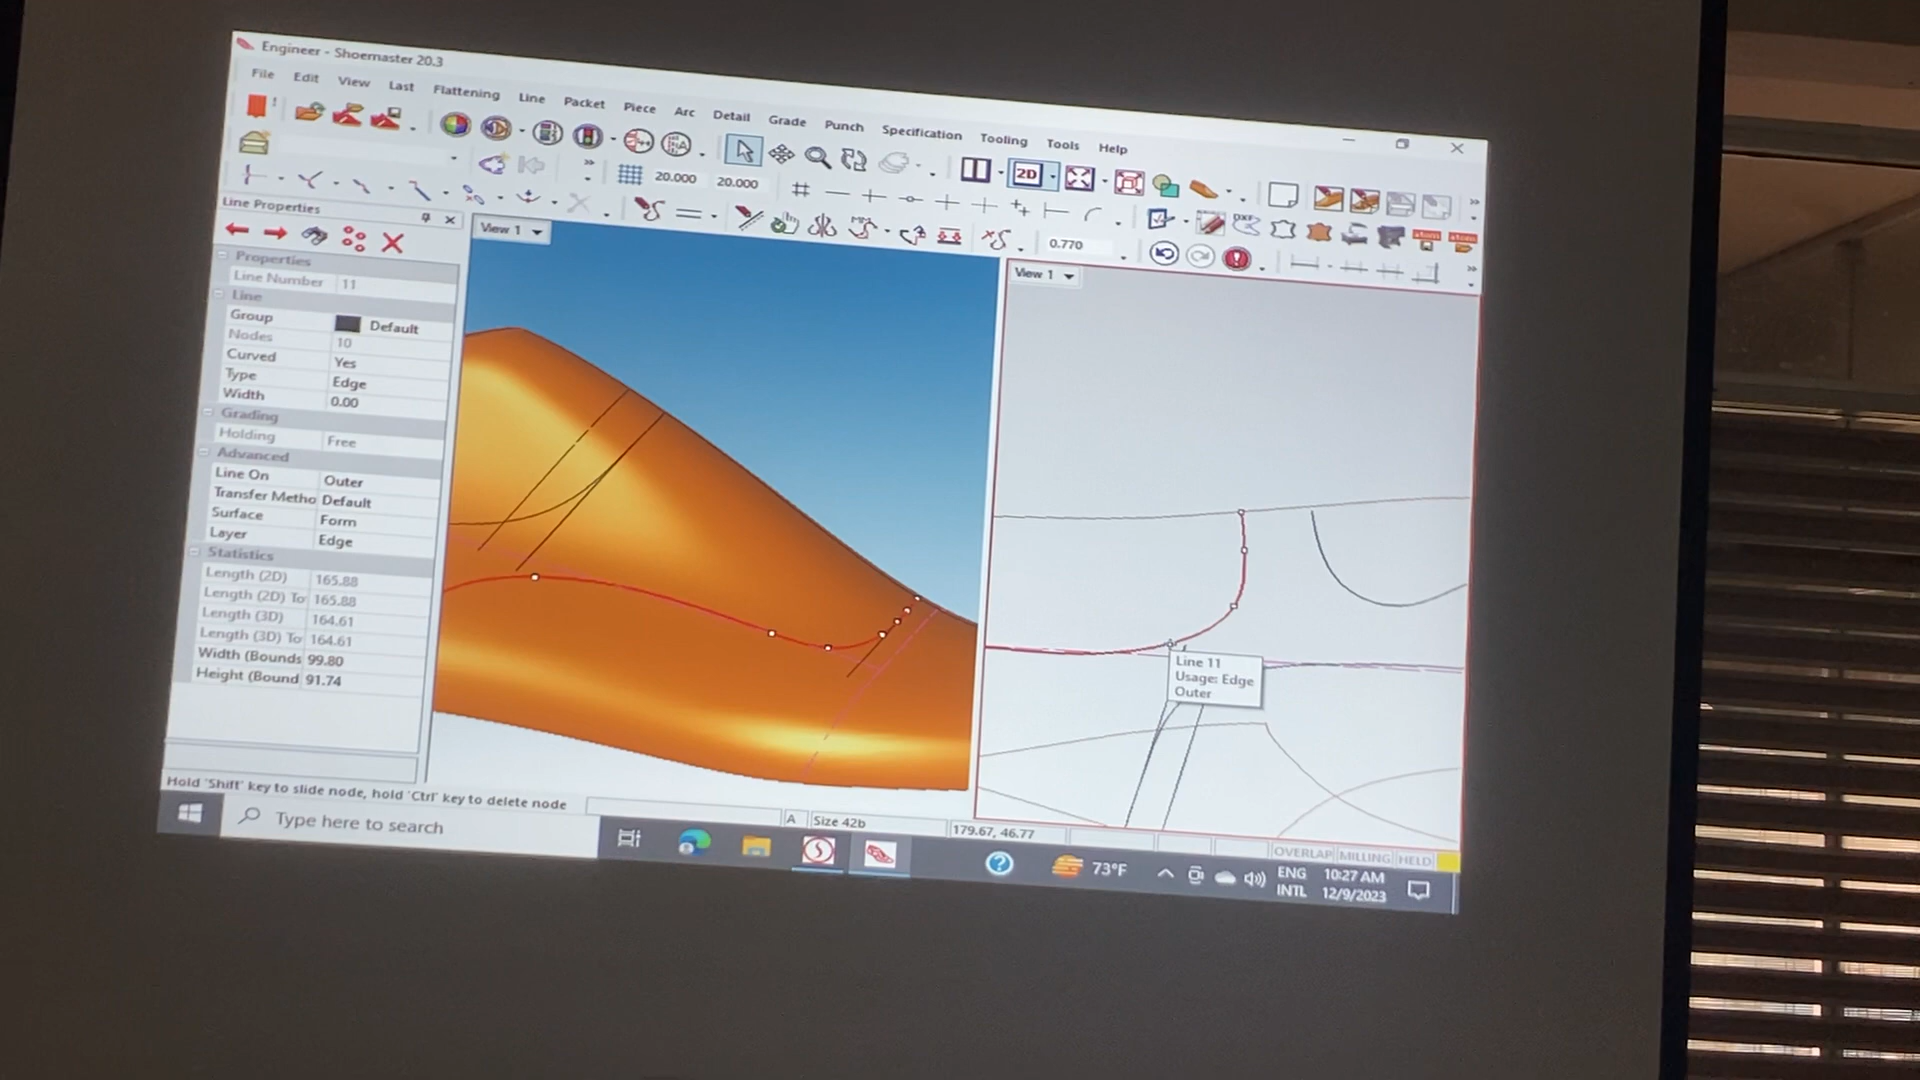 Engineer - Shoemaster 20.3
File Edit View Last Flattening Line Packet Piece Arc Detail Grade Punch Specification Tooling Tools Help
2D
20.000 20.000
DXF
0.770
Line Properties
View 1
View 1
Properties
Line Number 11
Line
Group Default
Nodes 10
Curved Yes
Type Edge
Width 0.00
Grading
Holding Free
Advanced
Line On Outer
Transfer Metho Default
Surface Form
Layer Edge
Statistics
Length (2D) 165.88
Length (2D) To 165.88
Length (3D) 164.61
Length (3D) To 164.61
Width (Bounds 99.80
Height (Bound 91.74
Line 11
Usage: Edge
Outer
Hold 'Shift' key to slide node, hold 'Ctrl' key to delete node
A Size 42b 179.67, 46.77
OVERLAP MILLING HELD
Type here to search
73°F
ENG
INTL
10:27 AM
12/9/2023